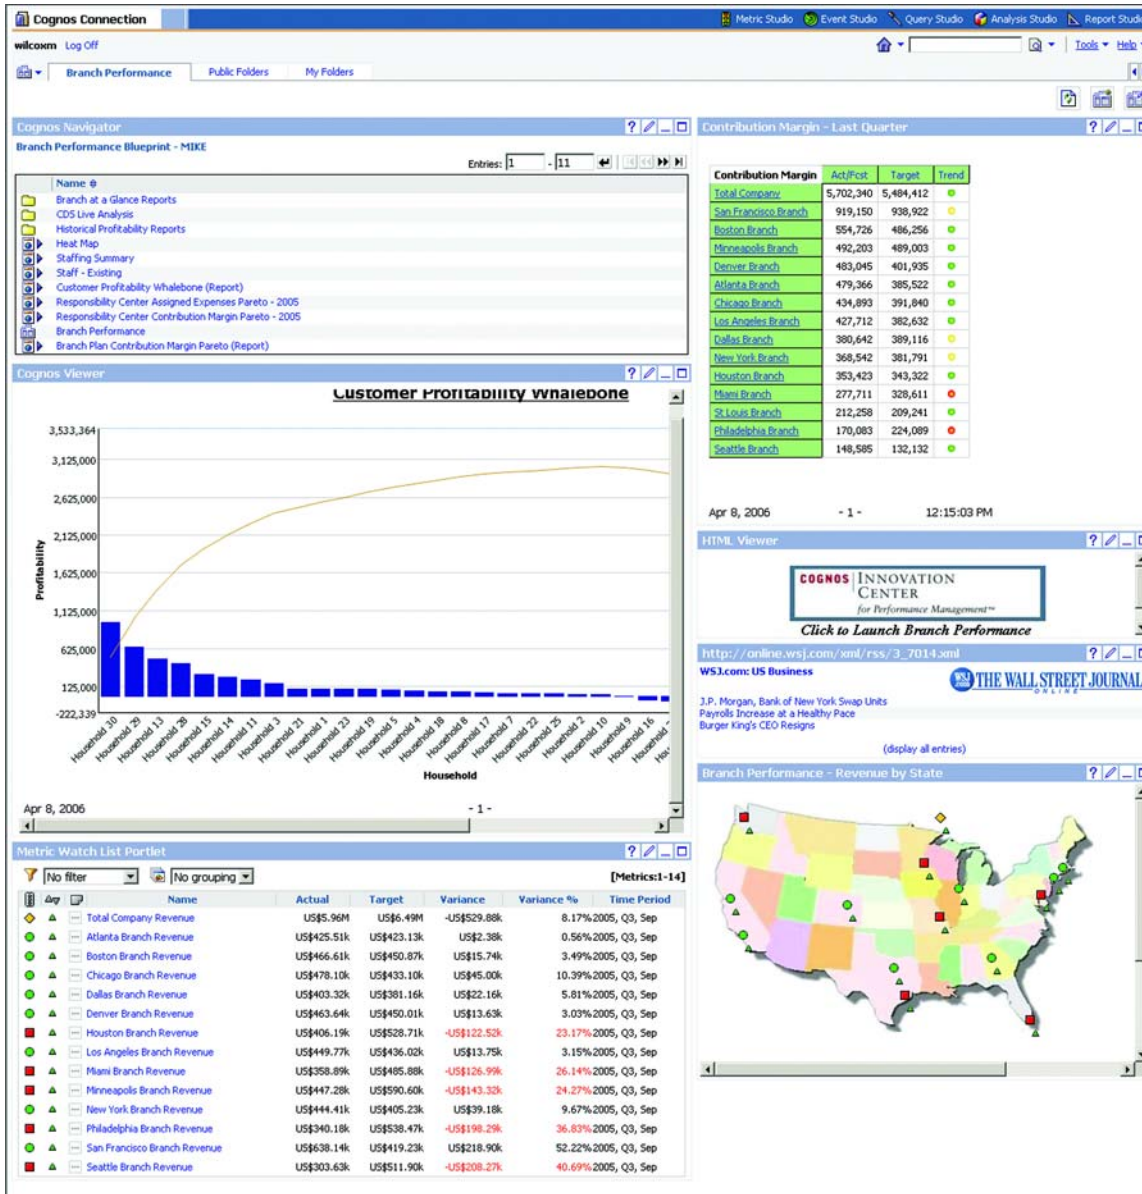 Cognos Connection
Metric Studio Event Studio Query Studio Analysis Studio Report Studio
wilcoxm Log Off
Tools Help
Branch Performance Public Folders My Folders
Cognos Navigator
Branch Performance Blueprint - MIKE
Entries: 1 - 11
Name
Branch at a Glance Reports
CDS Live Analysis
Historical Profitability Reports
Heat Map
Staffing Summary
Staff - Existing
Customer Profitability Whalebone (Report)
Responsibility Center Assigned Expenses Pareto - 2005
Responsibility Center Contribution Margin Pareto - 2005
Branch Performance
Branch Plan Contribution Margin Pareto (Report)
Cognos Viewer
Customer Profitability Whalebone
3,533,364
3,125,000
2,625,000
2,125,000
1,625,000
1,125,000
625,000
125,000
-222,339
Profitability
Household 30
Household 29
Household 13
Household 28
Household 15
Household 14
Household 11
Household 3
Household 21
Household 1
Household 23
Household 19
Household 5
Household 4
Household 18
Household 8
Household 17
Household 7
Household 22
Household 25
Household 2
Household 10
Household 9
Household 16
Household
Apr 8, 2006 - 1 -
Metric Watch List Portlet
No filter No grouping [Metrics:1-14]
Name Actual Target Variance Variance % Time Period
Total Company Revenue US$5.96M US$6.49M -US$529.88k 8.17% 2005, Q3, Sep
Atlanta Branch Revenue US$425.51k US$423.13k US$2.38k 0.56% 2005, Q3, Sep
Boston Branch Revenue US$466.61k US$450.87k US$15.74k 3.49% 2005, Q3, Sep
Chicago Branch Revenue US$478.10k US$433.10k US$45.00k 10.39% 2005, Q3, Sep
Dallas Branch Revenue US$403.32k US$381.16k US$22.16k 5.81% 2005, Q3, Sep
Denver Branch Revenue US$463.64k US$450.01k US$13.63k 3.03% 2005, Q3, Sep
Houston Branch Revenue US$406.19k US$528.71k -US$122.52k 23.17% 2005, Q3, Sep
Los Angeles Branch Revenue US$449.77k US$436.02k US$13.75k 3.15% 2005, Q3, Sep
Miami Branch Revenue US$358.89k US$485.88k -US$126.99k 26.14% 2005, Q3, Sep
Minneapolis Branch Revenue US$447.28k US$590.60k -US$143.32k 24.27% 2005, Q3, Sep
New York Branch Revenue US$444.41k US$405.23k US$39.18k 9.67% 2005, Q3, Sep
Philadelphia Branch Revenue US$340.18k US$538.47k -US$198.29k 36.83% 2005, Q3, Sep
San Francisco Branch Revenue US$638.14k US$419.23k US$218.90k 52.22% 2005, Q3, Sep
Seattle Branch Revenue US$303.63k US$511.90k -US$208.27k 40.69% 2005, Q3, Sep
Contribution Margin - Last Quarter
Contribution Margin Act/Fcst Target Trend
Total Company 5,702,340 5,484,412
San Francisco Branch 919,150 938,922
Boston Branch 554,726 486,256
Minneapolis Branch 492,203 489,003
Denver Branch 483,045 401,935
Atlanta Branch 479,366 385,522
Chicago Branch 434,893 391,840
Los Angeles Branch 427,712 382,632
Dallas Branch 380,642 389,116
New York Branch 368,542 381,791
Houston Branch 353,423 343,322
Miami Branch 277,711 328,611
St Louis Branch 212,258 209,241
Philadelphia Branch 170,083 224,089
Seattle Branch 148,585 132,132
Apr 8, 2006 - 1 - 12:15:03 PM
HTML Viewer
COGNOS INNOVATION
CENTER
for Performance Management™
Click to Launch Branch Performance
http://online.wsj.com/xml/rss/3_7014.xml
WSJ.com: US Business
THE WALL STREET JOURNAL
ONLINE
J.P. Morgan, Bank of New York Swap Units
Payrolls Increase at a Healthy Pace
Burger King's CEO Resigns
(display all entries)
Branch Performance - Revenue by State